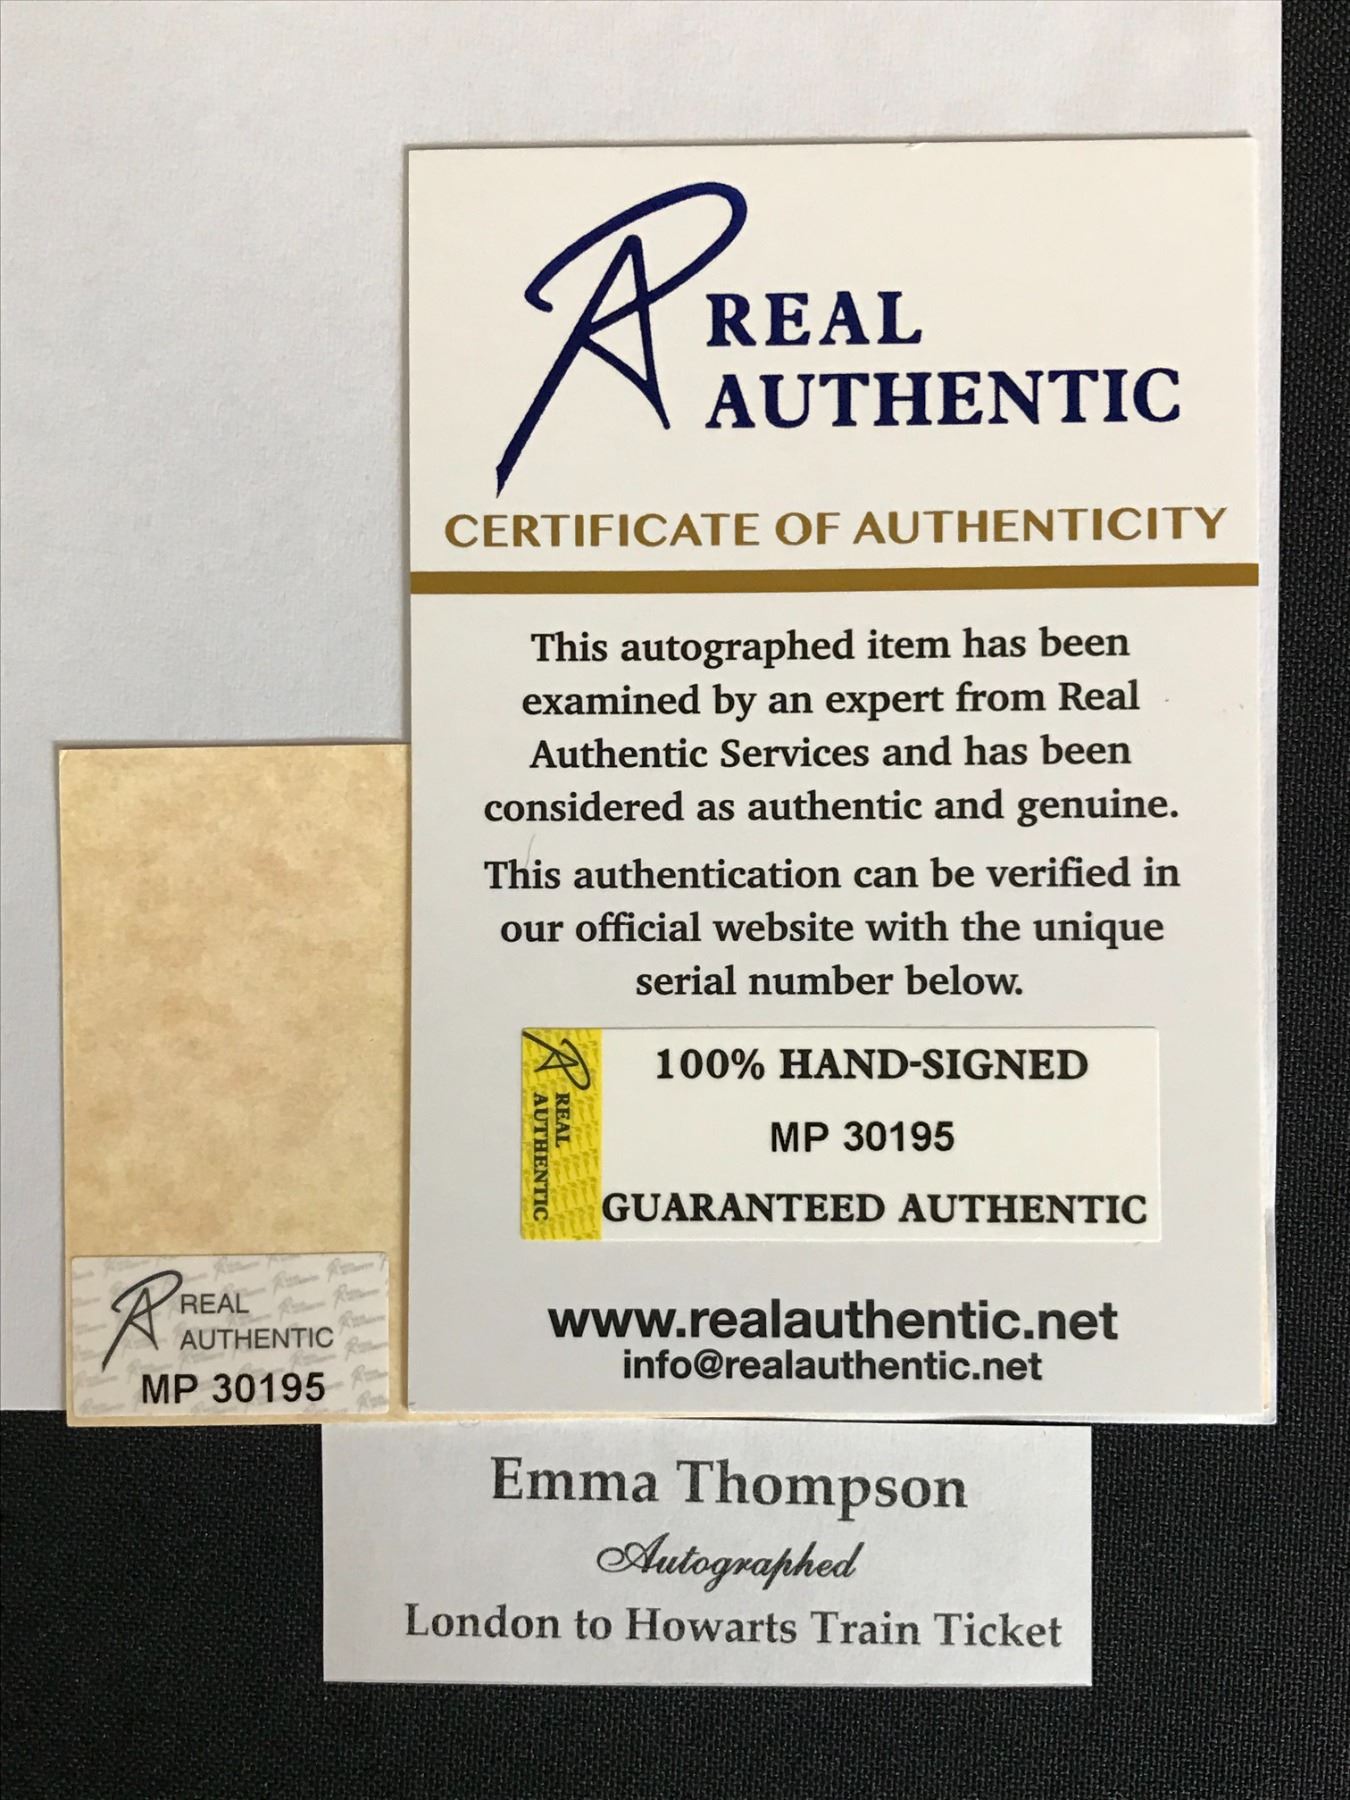 REAL
AUTHENTIC
CERTIFICATE OF AUTHENTICITY
This autographed item has been
examined by an expert from Real
Authentic Services and has been
considered as authentic and genuine.
This authentication can be verified in
our official website with the unique
serial number below.
REAL
AUTHENTIC
100% HAND-SIGNED
MP 30195
GUARANTEED AUTHENTIC
www.realauthentic.net
info@realauthentic.net
REAL
AUTHENTIC
MP 30195
Emma Thompson
Autographed
London to Howarts Train Ticket